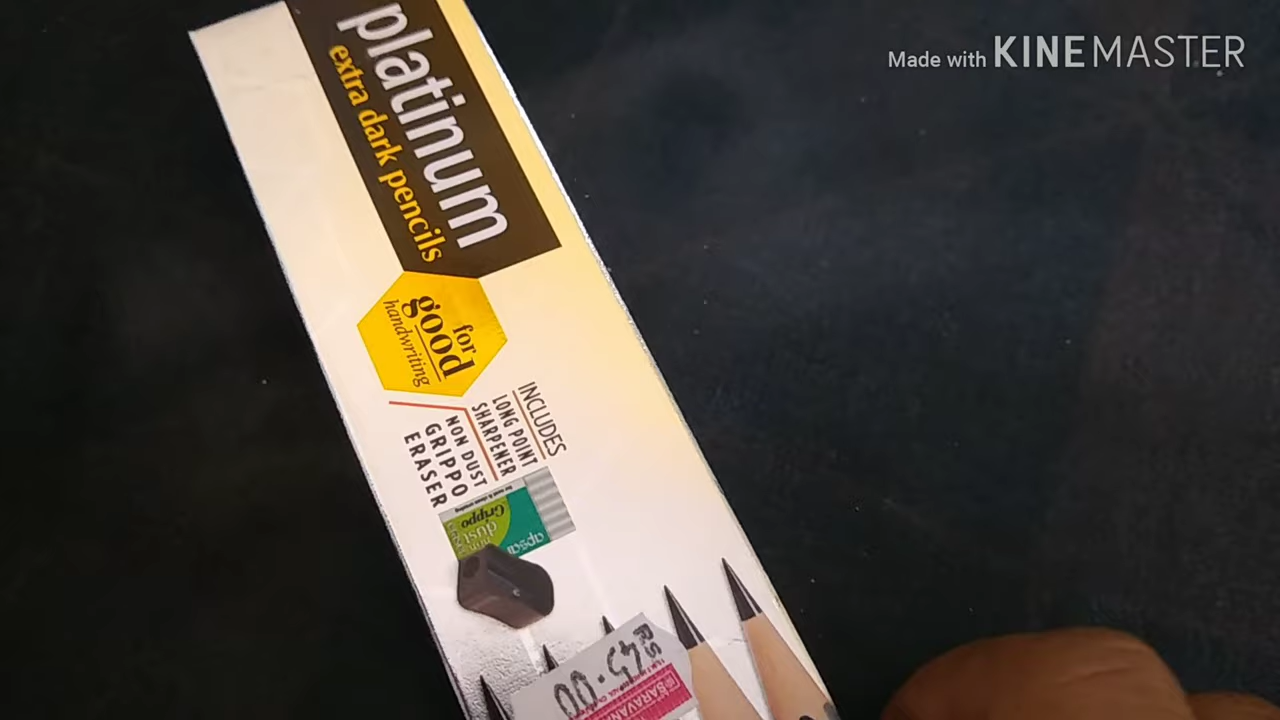 Made with KINEMASTER
platinum
extra dark pencils
for
good
handwriting
INCLUDES
LONG POINT
SHARPENER
NON DUST
GRIPPO
ERASER
apsara
dust
Grippo
Rs 45.00